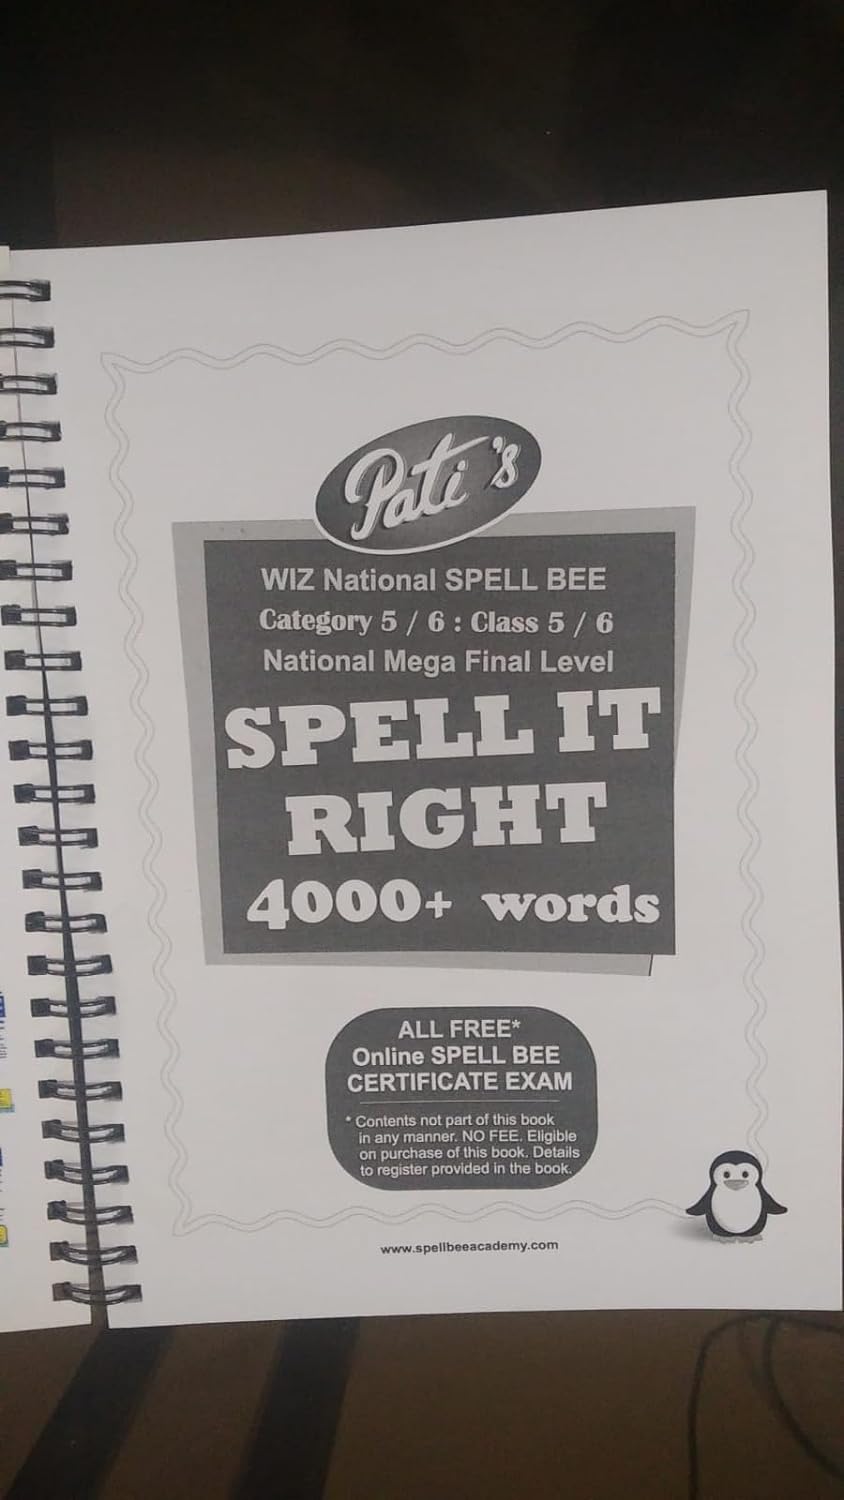 Pati's
WIZ National SPELL BEE
Category 5 / 6 : Class 5 / 6
National Mega Final Level
SPELL IT
RIGHT
4000+ words
ALL FREE*
Online SPELL BEE
CERTIFICATE EXAM
* Contents not part of this book
in any manner. NO FEE. Eligible
on purchase of this book. Details
to register provided in the book.
www.spellbeeacademy.com